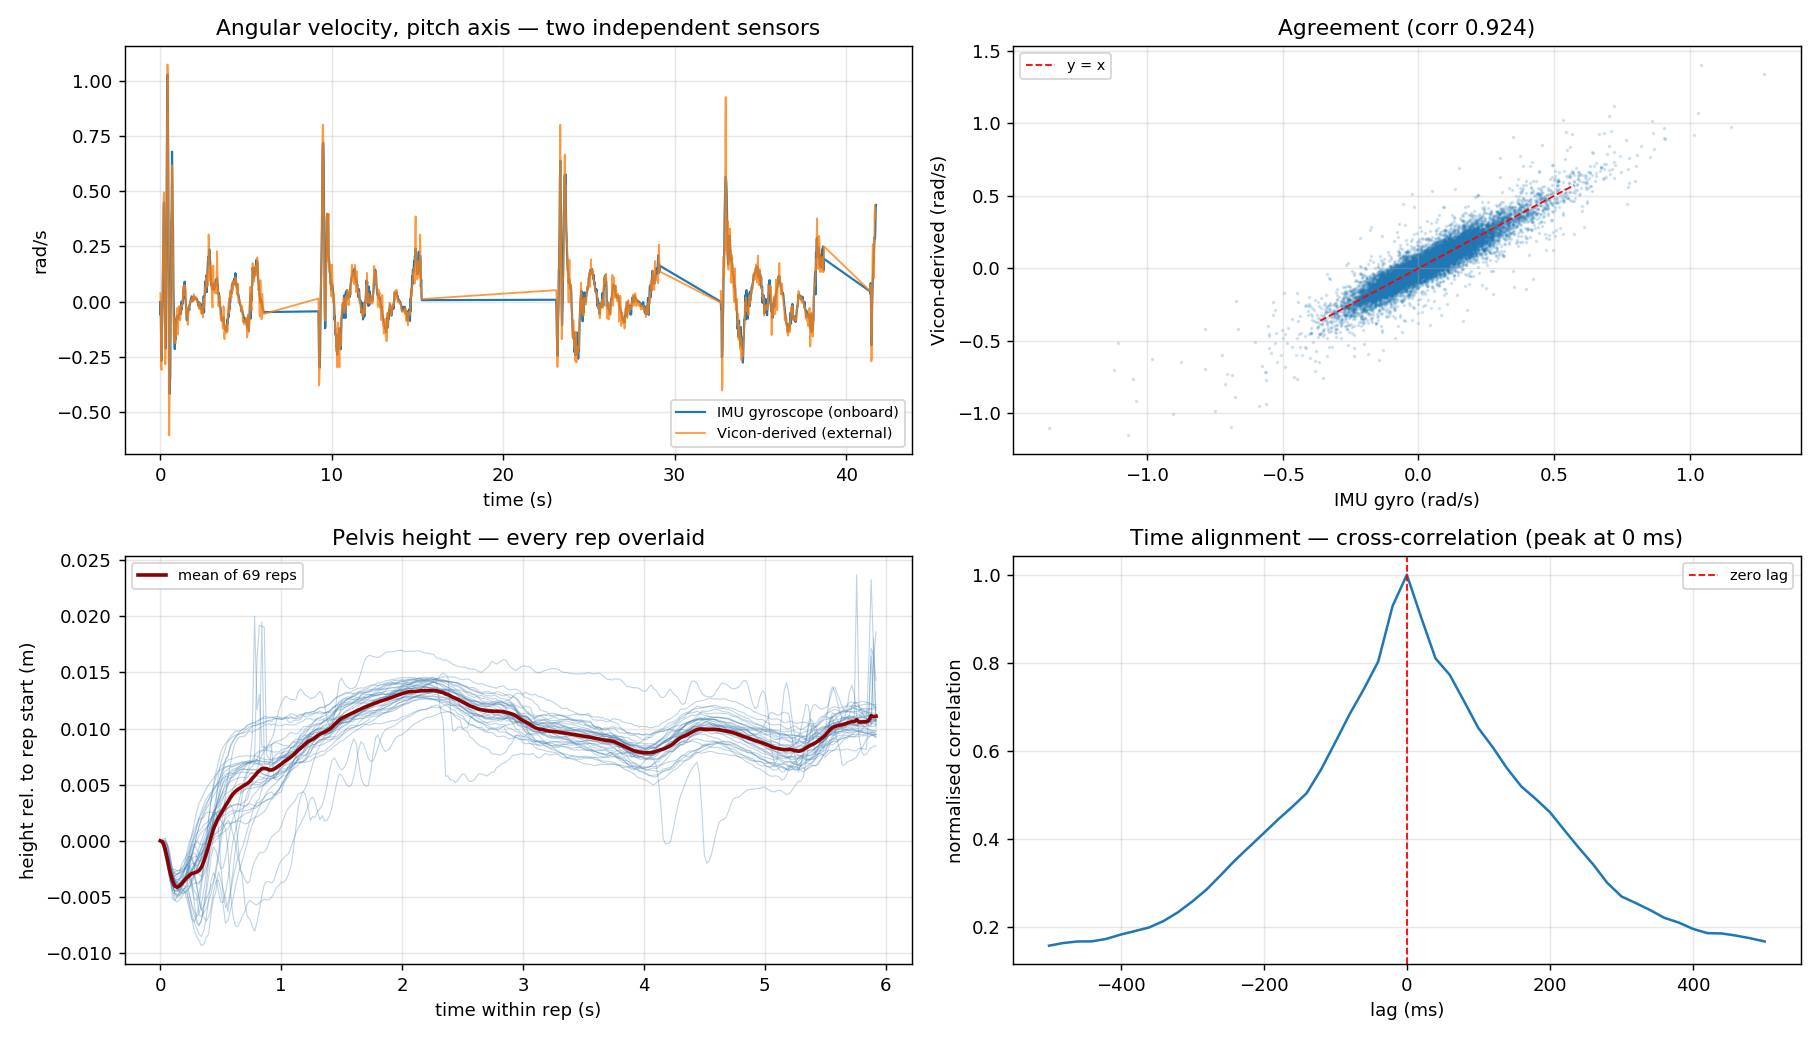 Angular velocity, pitch axis — two independent sensors
1.00
0.75
0.50
0.25
0.00
−0.25
−0.50
rad/s
0
10
20
30
40
time (s)
IMU gyroscope (onboard)
Vicon-derived (external)
Agreement (corr 0.924)
y = x
1.5
1.0
0.5
0.0
−0.5
−1.0
Vicon-derived (rad/s)
−1.0
−0.5
0.0
0.5
1.0
IMU gyro (rad/s)
Pelvis height — every rep overlaid
mean of 69 reps
0.025
0.020
0.015
0.010
0.005
0.000
−0.005
−0.010
height rel. to rep start (m)
0
1
2
3
4
5
6
time within rep (s)
Time alignment — cross-correlation (peak at 0 ms)
zero lag
1.0
0.8
0.6
0.4
0.2
normalised correlation
−400
−200
0
200
400
lag (ms)